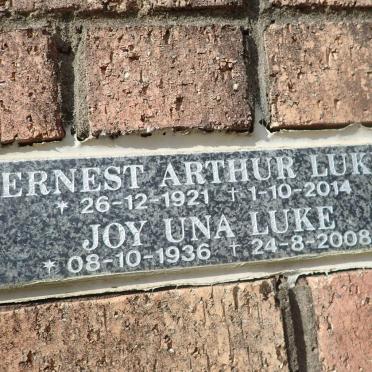 ERNEST ARTHUR LUK
* 26-12-1921 † 1-10-2014
JOY UNA LUKE
* 08-10-1936 † 24-8-2008